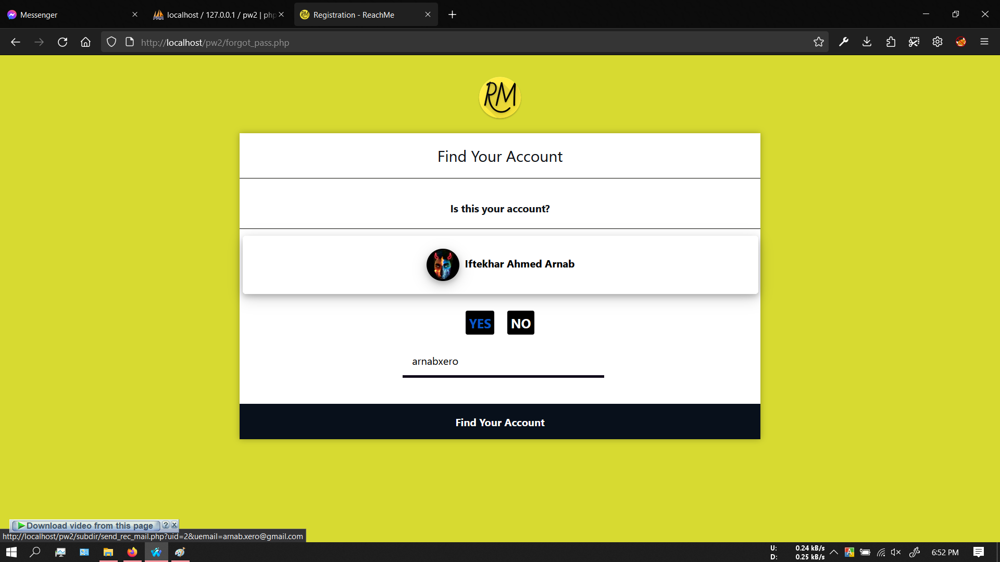 Messenger
localhost / 127.0.0.1 / pw2 | php
Registration - ReachMe
http://localhost/pw2/forgot_pass.php
RM
Find Your Account
Is this your account?
Iftekhar Ahmed Arnab
YES NO
arnabxero
Find Your Account
Download video from this page ? x
http://localhost/pw2/subdir/send_rec_mail.php?uid=2&uemail=arnab.xero@gmail.com
U: 0.24 kB/s
D: 0.25 kB/s
A
6:52 PM